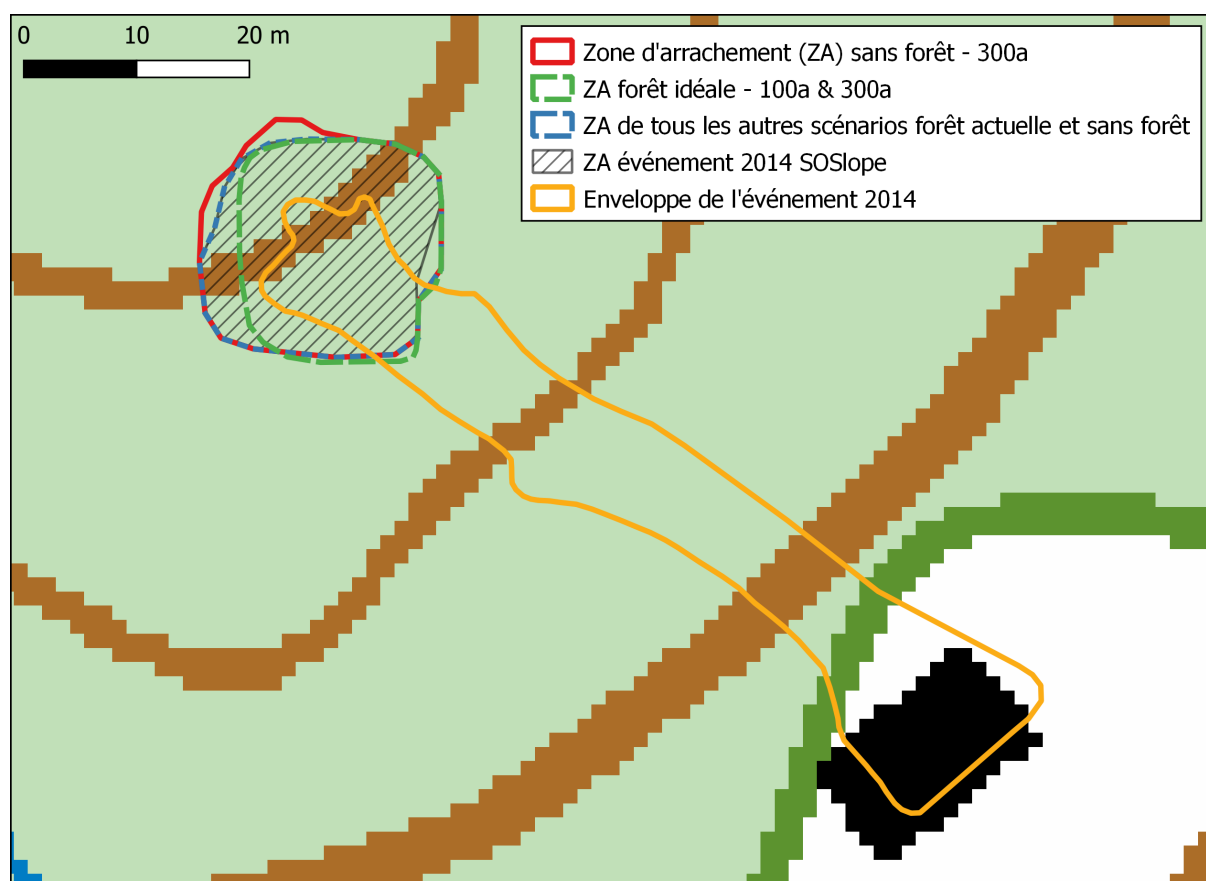 0 10 20 m
Zone d'arrachement (ZA) sans forêt - 300a
ZA forêt idéale - 100a & 300a
ZA de tous les autres scénarios forêt actuelle et sans forêt
ZA événement 2014 SOSlope
Enveloppe de l'événement 2014